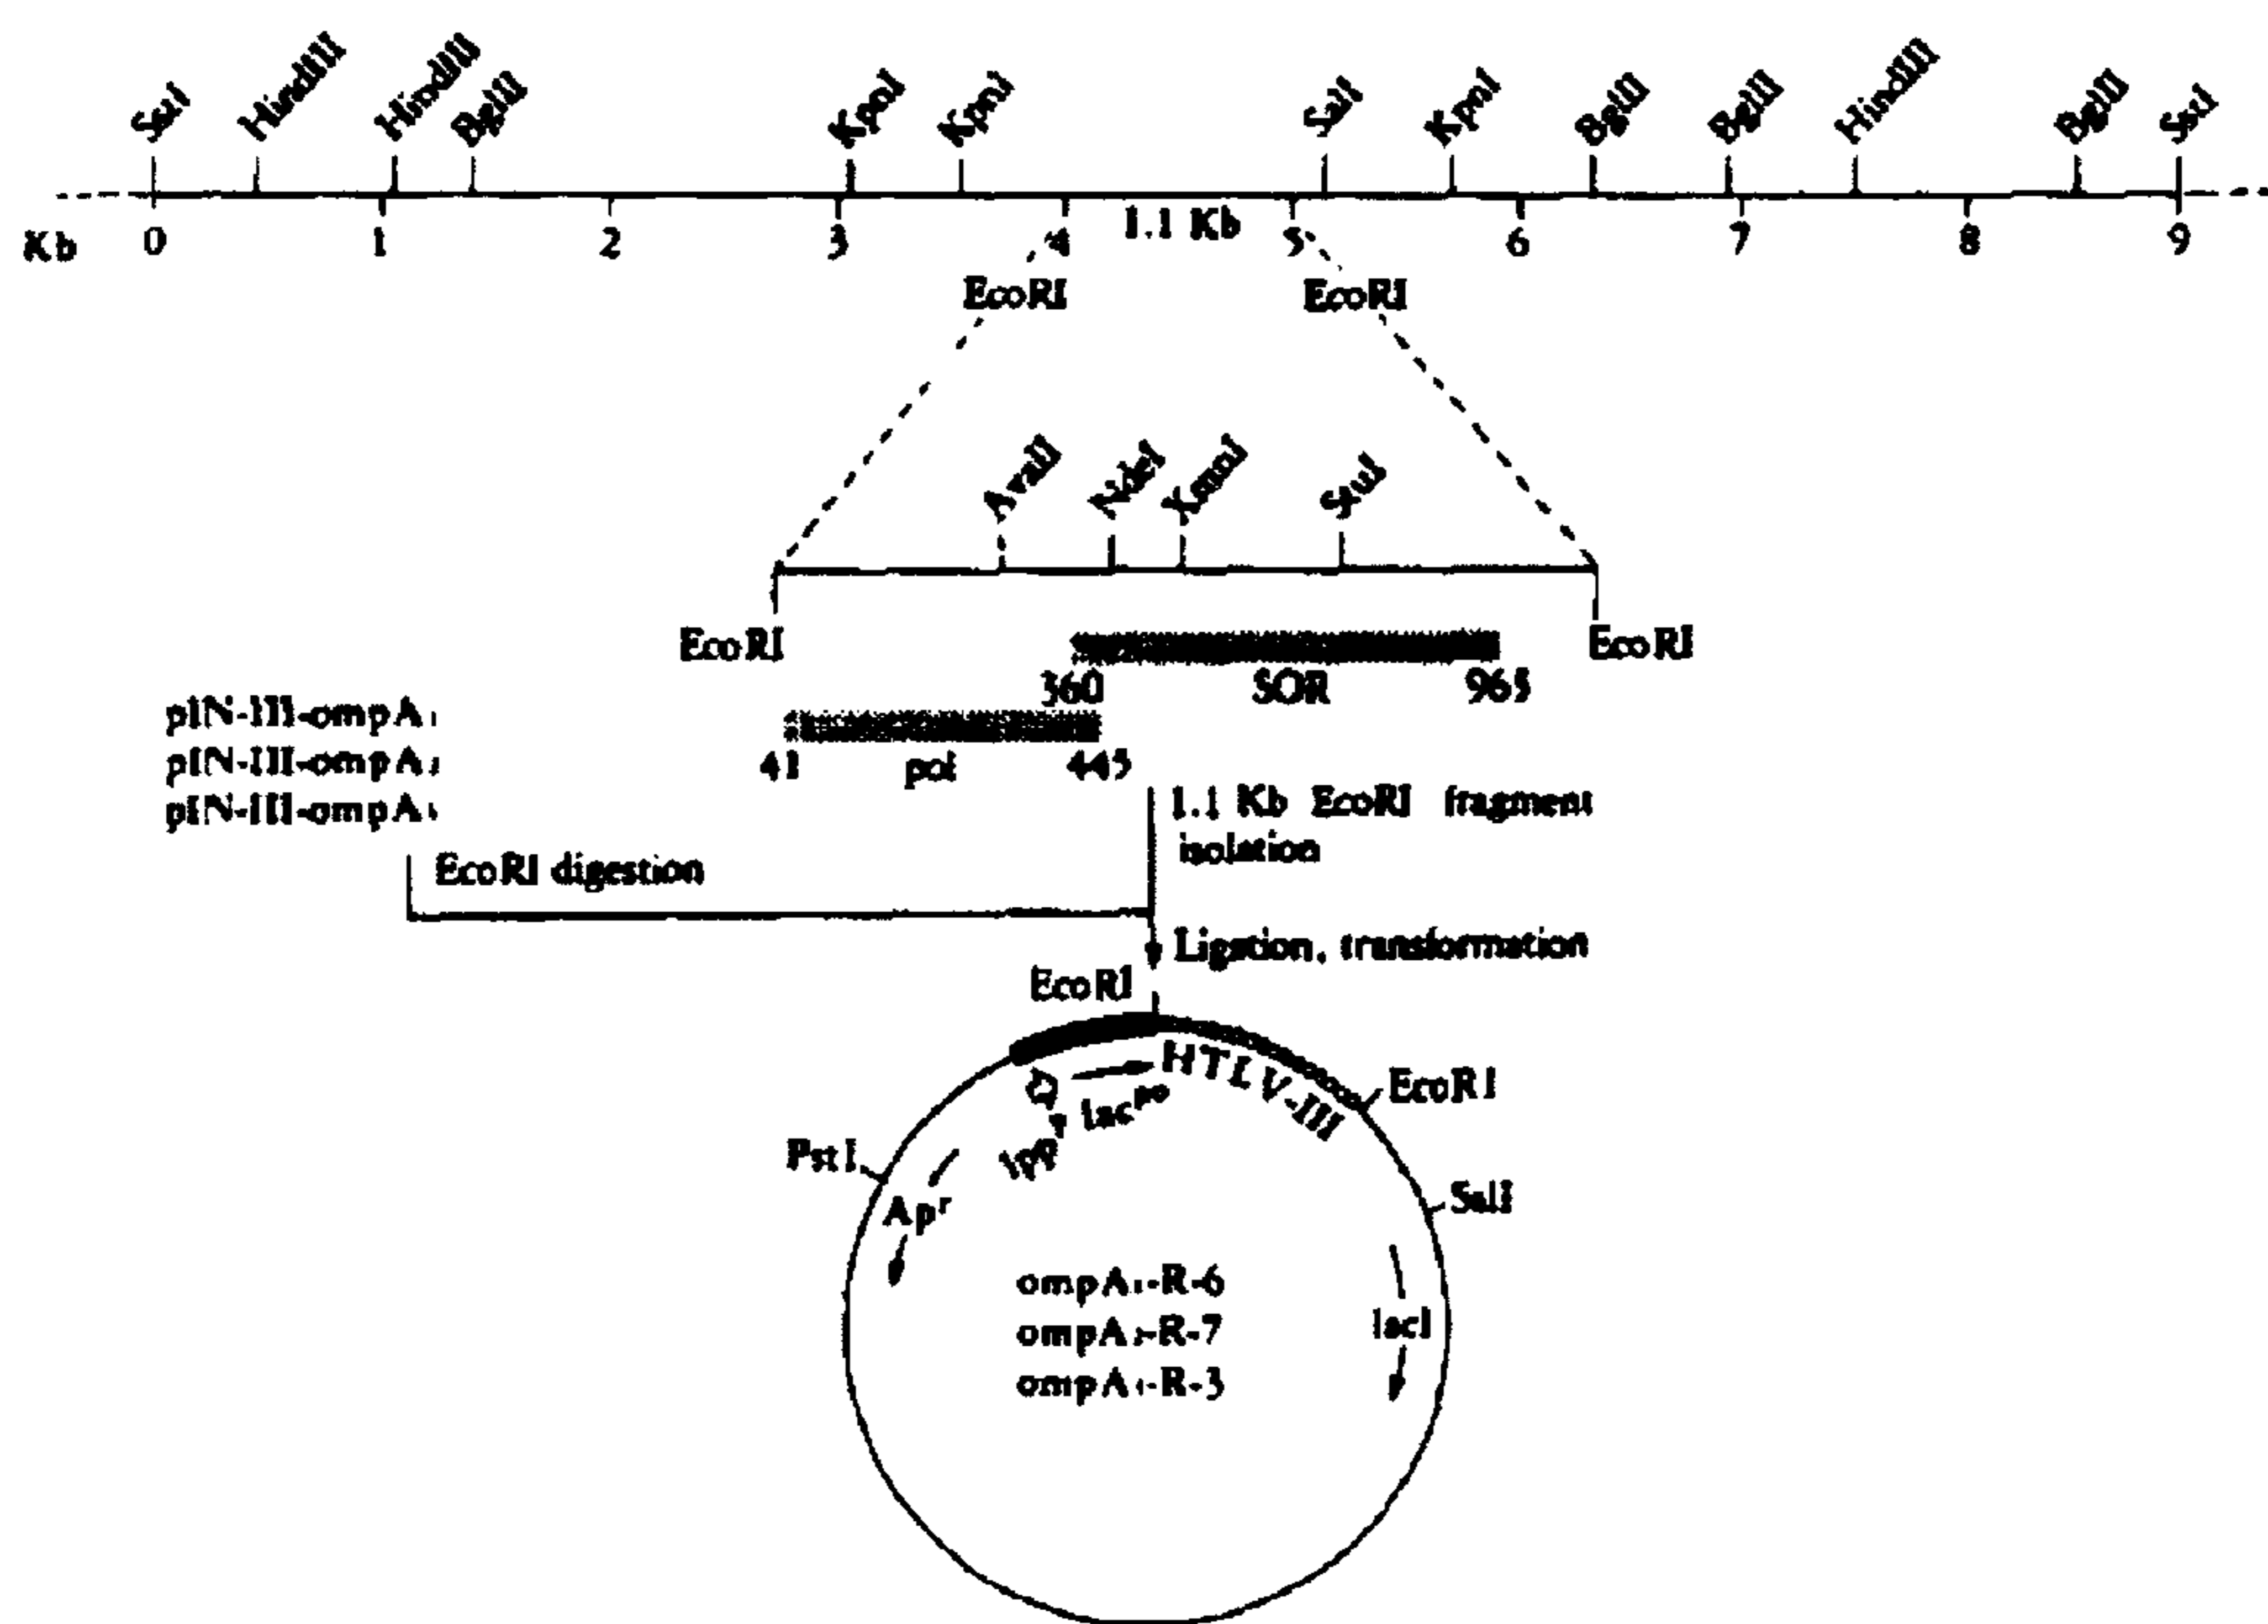 SstI HindIII HindIII BglII KpnI KpnI SalI KpnI BglII BglII HindIII BglII SstI
Kb 0 1 2 3 4 1.1 Kb 5 6 7 8 9
EcoRI EcoRI
AvaII NdeI XmnI StuI
EcoRI EcoRI
360 SOR 965
pIN-III-ompA
pIN-III-ompA
pIN-III-ompA
41 pol 445
1.1 Kb EcoRI fragment
isolation
EcoRI digestion
Ligation, transformation
EcoRI
HTLV-III
EcoRI
lac po
lpp
PstI
Apr
SalI
ompA -R-6
ompA -R-7
ompA -R-3
lacI